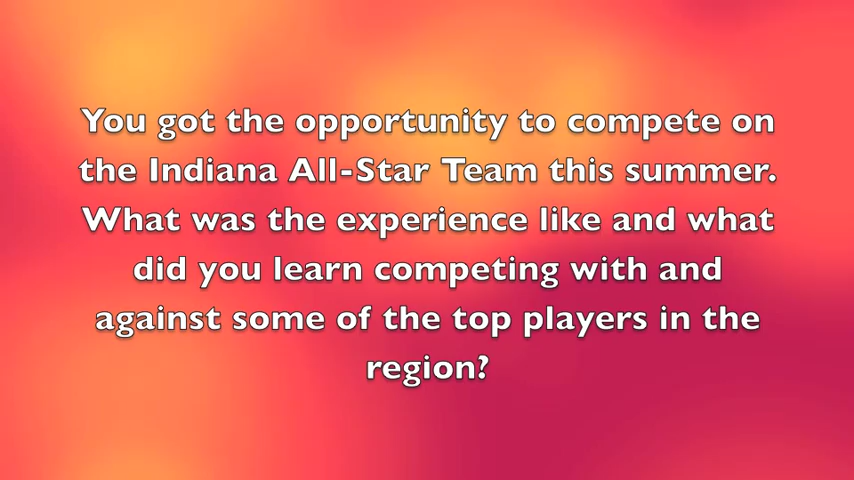 You got the opportunity to compete on
the Indiana All-Star Team this summer.
What was the experience like and what
did you learn competing with and
against some of the top players in the
region?